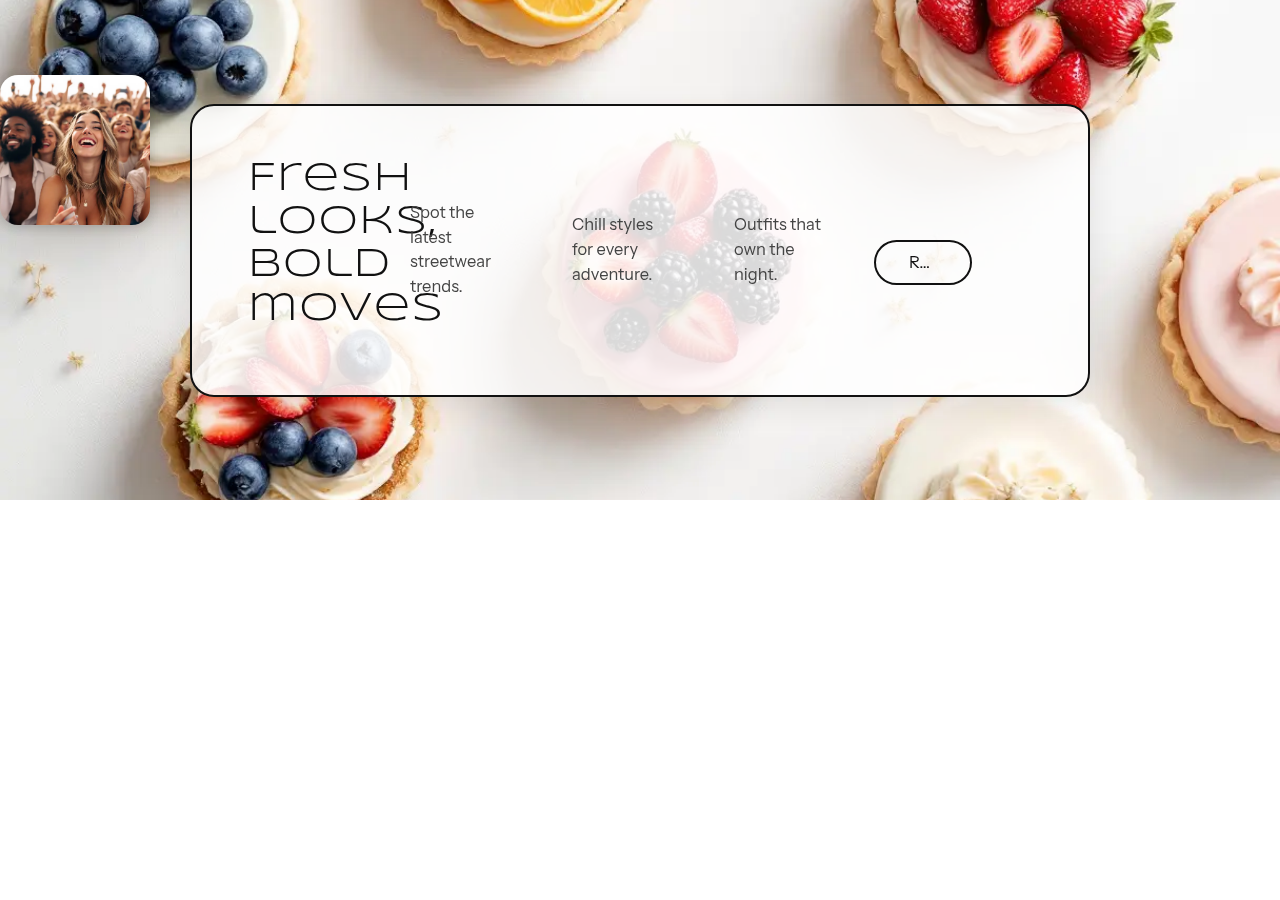 Fresh
Looks,
Bold
moves
Spot the
latest
streetwear
trends.
Chill styles
for every
adventure.
Outfits that
own the
night.
R...